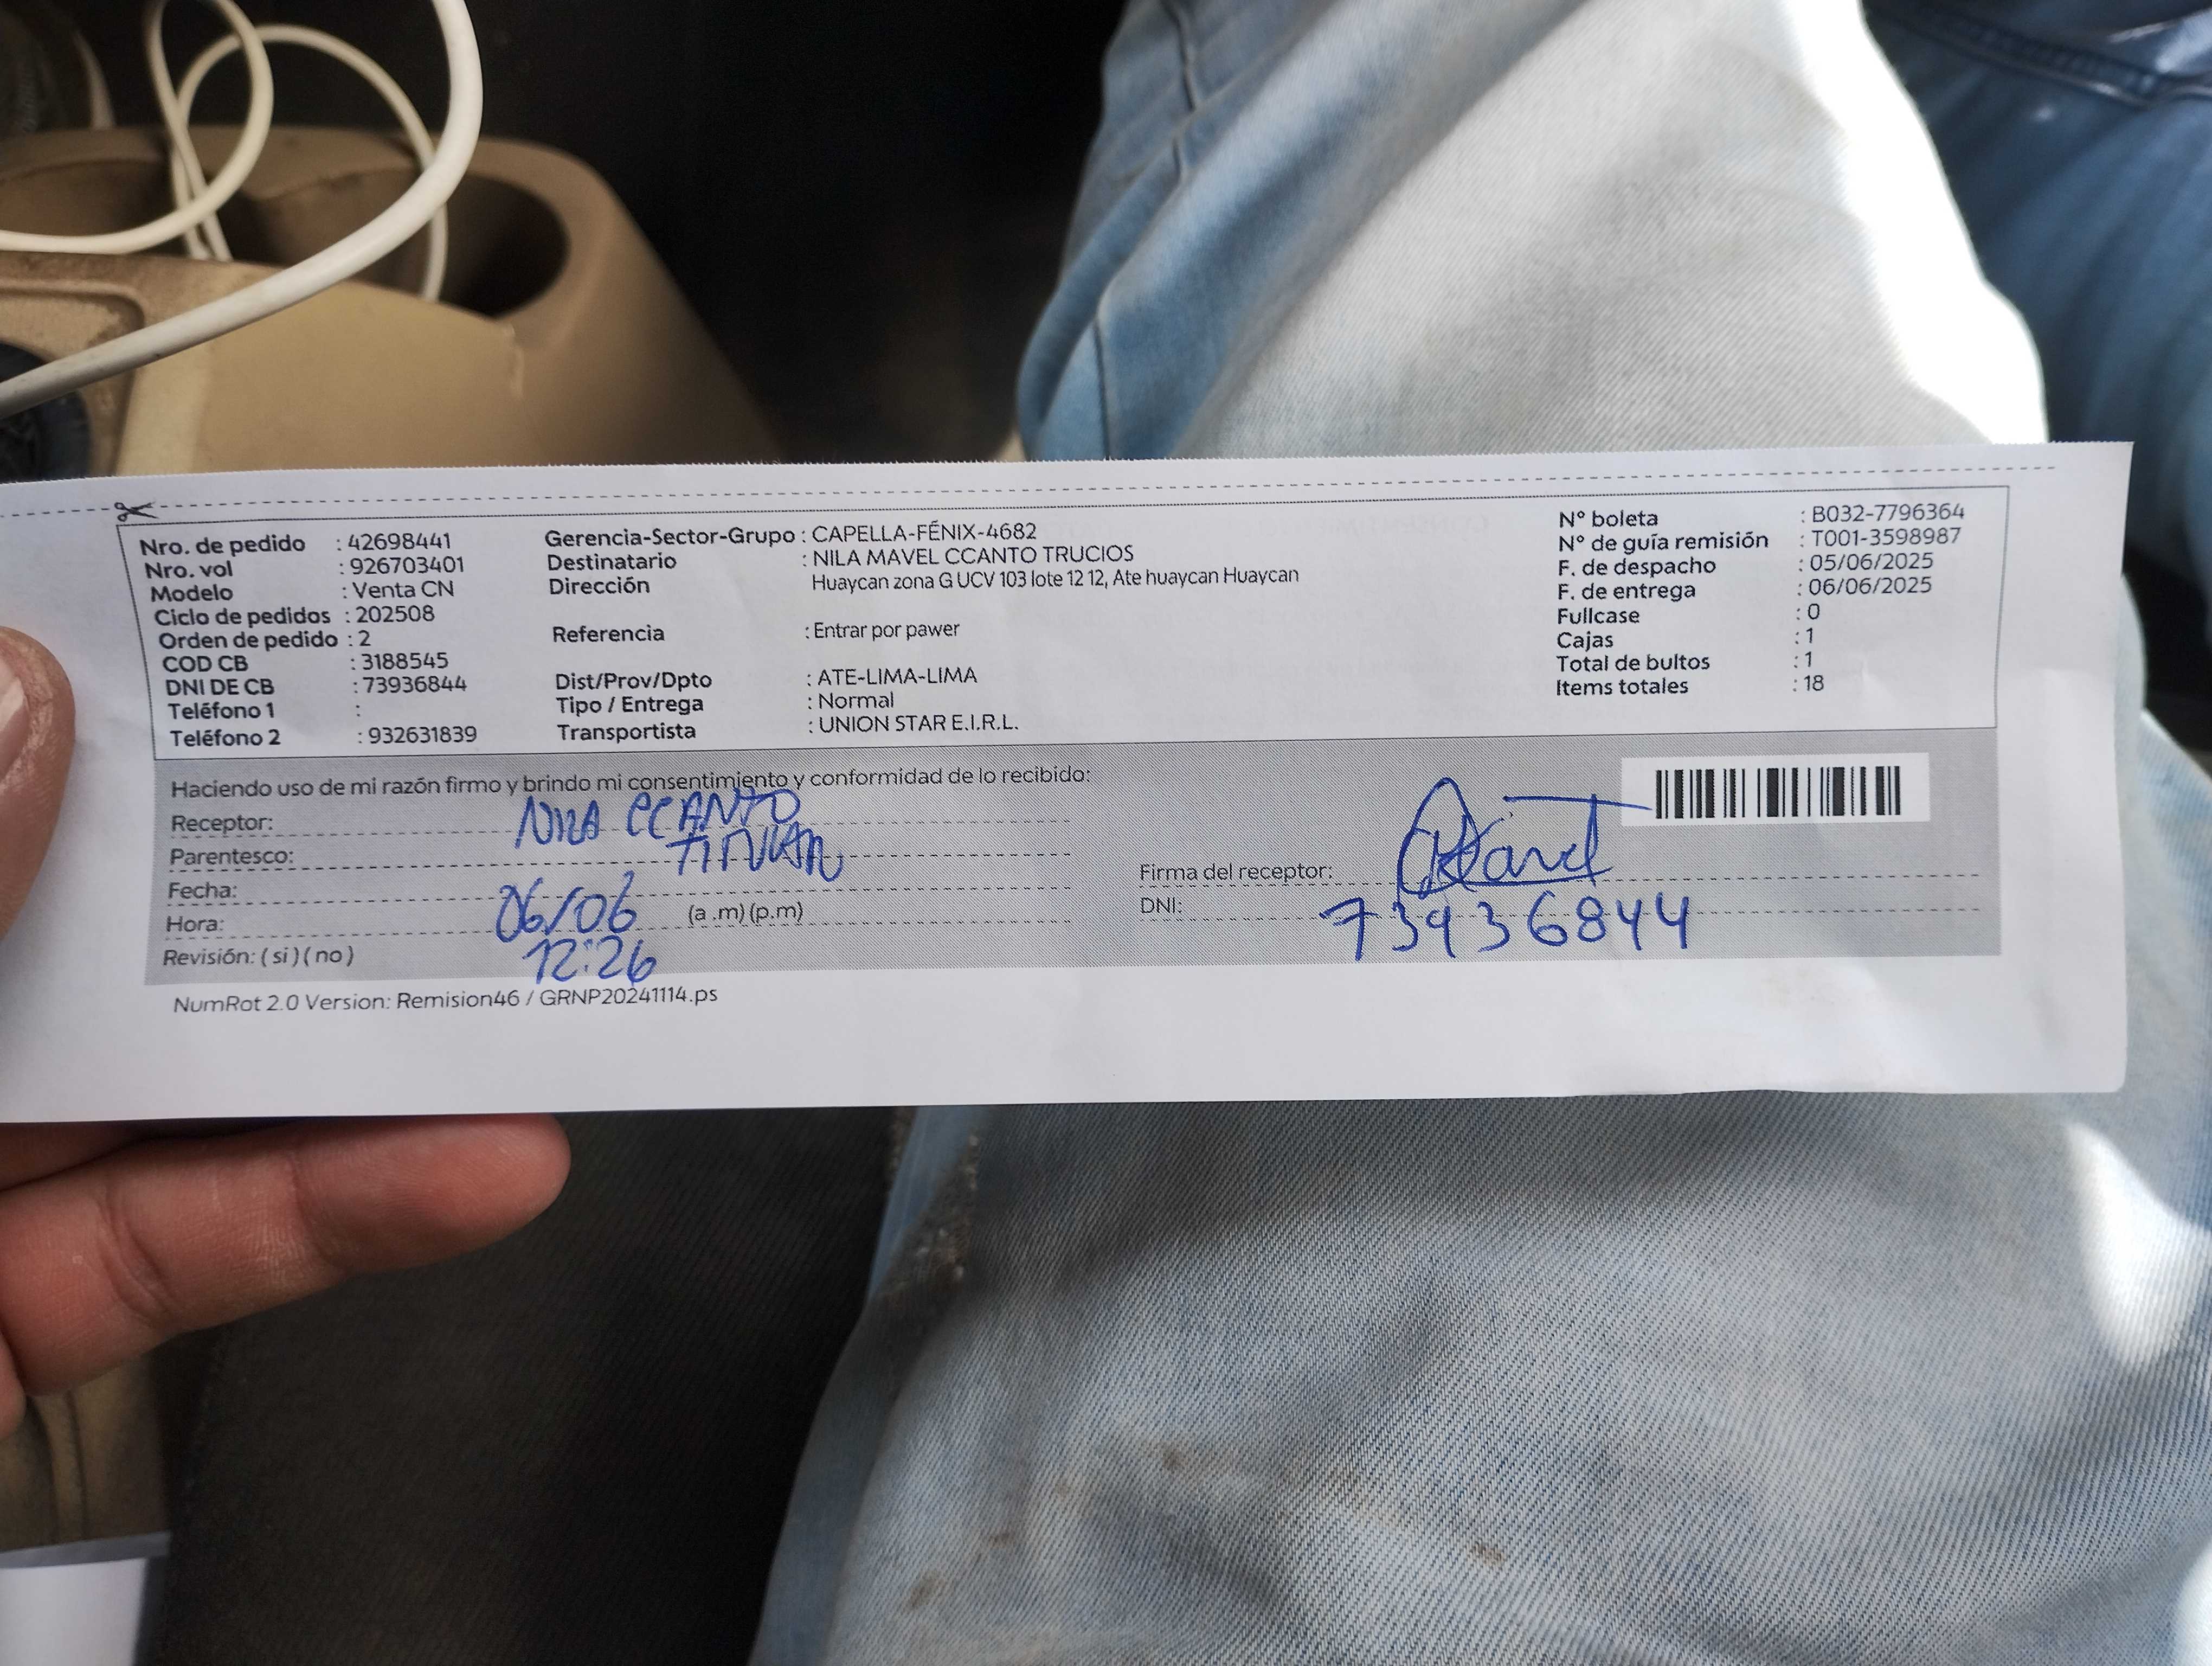 Nro. de pedido : 42698441
Nro. vol : 926703401
Modelo : Venta CN
Ciclo de pedidos : 202508
Orden de pedido : 2
COD CB : 3188545
DNI DE CB : 73936844
Teléfono 1 :
Teléfono 2 : 932631839
Gerencia-Sector-Grupo : CAPELLA-FÉNIX-4682
Destinatario : NILA MAVEL CCANTO TRUCIOS
Dirección Huaycan zona G UCV 103 lote 12 12, Ate huaycan Huaycan
Referencia : Entrar por pawer
Dist/Prov/Dpto : ATE-LIMA-LIMA
Tipo / Entrega : Normal
Transportista : UNION STAR E.I.R.L.
N° boleta : B032-7796364
N° de guía remisión : T001-3598987
F. de despacho : 05/06/2025
F. de entrega : 06/06/2025
Fullcase : 0
Cajas : 1
Total de bultos : 1
Items totales : 18
Haciendo uso de mi razón firmo y brindo mi consentimiento y conformidad de lo recibido:
Receptor: NILA CCANTO
Parentesco:
Fecha: 06/06
Hora: (a .m) (p.m)
12:26
Revisión: ( si ) ( no )
Firma del receptor:
DNI: 73936844
NumRot 2.0 Version: Remision46 / GRNP20241114.ps